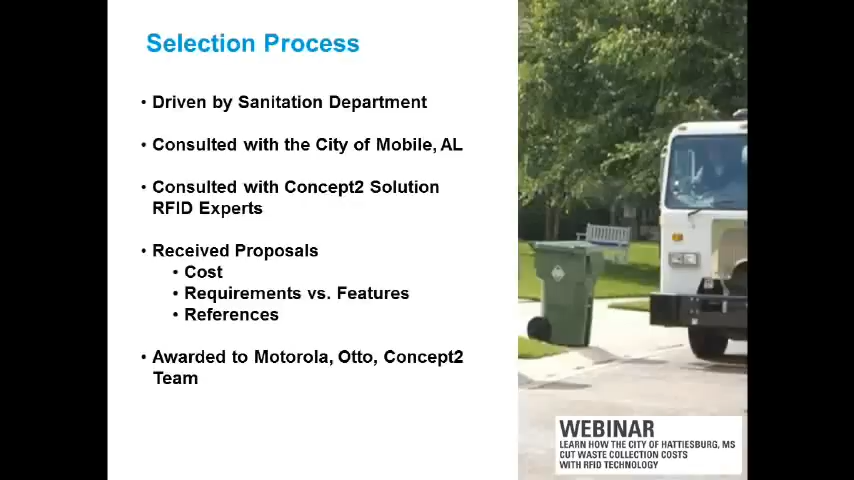 Selection Process
• Driven by Sanitation Department
• Consulted with the City of Mobile, AL
• Consulted with Concept2 Solution
RFID Experts
• Received Proposals
• Cost
• Requirements vs. Features
• References
• Awarded to Motorola, Otto, Concept2
Team
WEBINAR
LEARN HOW THE CITY OF HATTIESBURG, MS
CUT WASTE COLLECTION COSTS
WITH RFID TECHNOLOGY